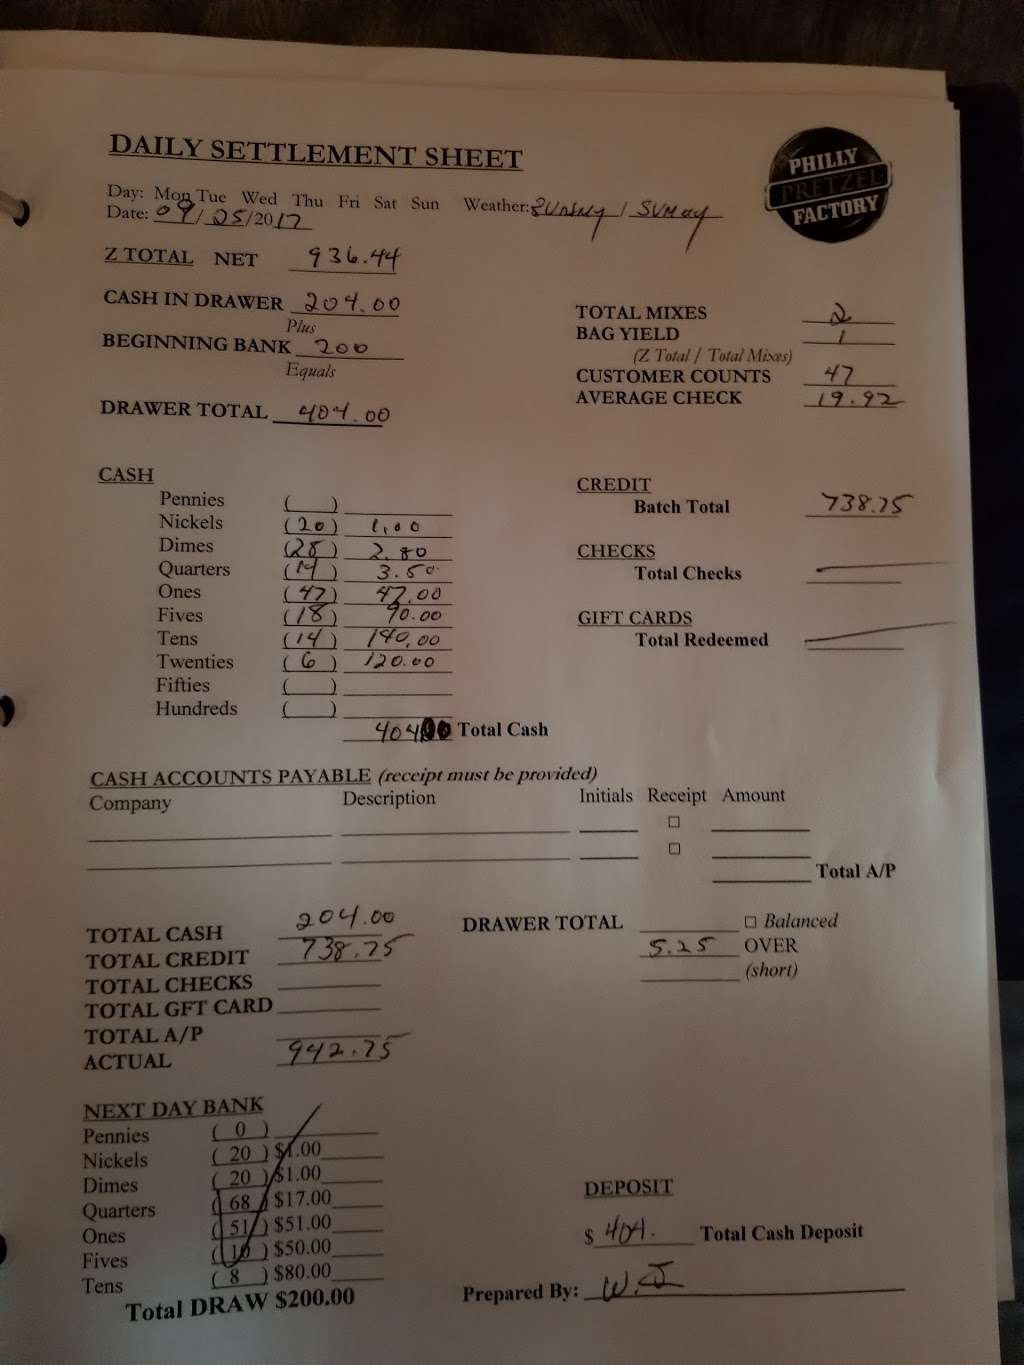 DAILY SETTLEMENT SHEET
PHILLY
PRETZEL
FACTORY
Day: Mon Tue Wed Thu Fri Sat Sun Weather:
Date: 09/25/2017
Z TOTAL NET 936.44
CASH IN DRAWER 204.00
Plus
BEGINNING BANK 200
Equals
DRAWER TOTAL 404.00
TOTAL MIXES 2
BAG YIELD 1
(Z Total / Total Mixes)
CUSTOMER COUNTS 47
AVERAGE CHECK 19.92
CASH
Pennies ( )
Nickels (20) 1.00
Dimes (28) 2.80
Quarters (14) 3.50
Ones (47) 47.00
Fives (18) 90.00
Tens (14) 140.00
Twenties (6) 120.00
Fifties ( )
Hundreds ( )
404.00 Total Cash
CREDIT
Batch Total 738.75
CHECKS
Total Checks
GIFT CARDS
Total Redeemed
CASH ACCOUNTS PAYABLE (receipt must be provided)
Company Description Initials Receipt Amount
Total A/P
TOTAL CASH 204.00
TOTAL CREDIT 738.75
TOTAL CHECKS
TOTAL GFT CARD
TOTAL A/P
ACTUAL 942.75
DRAWER TOTAL Balanced
5.25 OVER
(short)
NEXT DAY BANK
Pennies ( 0 )
Nickels ( 20 ) $1.00
Dimes ( 20 ) $1.00
Quarters ( 68 ) $17.00
Ones ( 51 ) $51.00
Fives ( 10 ) $50.00
Tens ( 8 ) $80.00
Total DRAW $200.00
DEPOSIT
$ 404. Total Cash Deposit
Prepared By: W.J